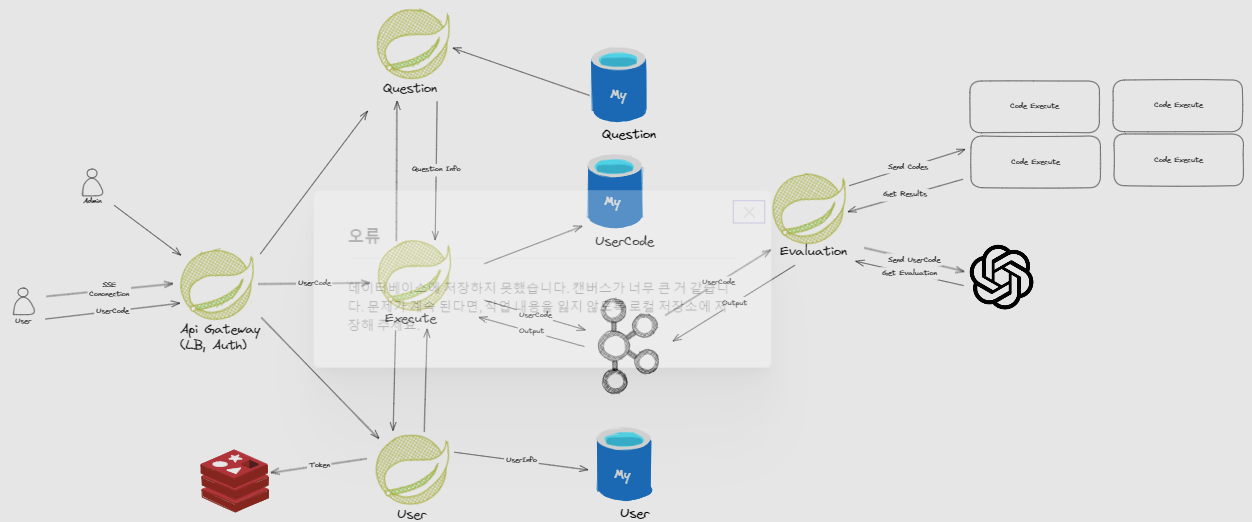 Question
My
Question
Code Execute
Code Execute
Code Execute
Code Execute
Send Codes
Get Results
Question Info
Admin
My
UserCode
오류
Evaluation
Send UserCode
Get Evaluation
SSE
Cononection
UserCode
User
UserCode
Api Gateway
(LB, Auth)
데이터베이스에 저장하지 못했습니다. 캔버스가 너무 큰 거 같습니
다. 문제가 계속 된다면, 작업 내용을 잃지 않도록 로컬 저장소에 저
장해 주세요.
Execute
UserCode
Output
UserCode
Output
Token
UserInfo
My
User
User